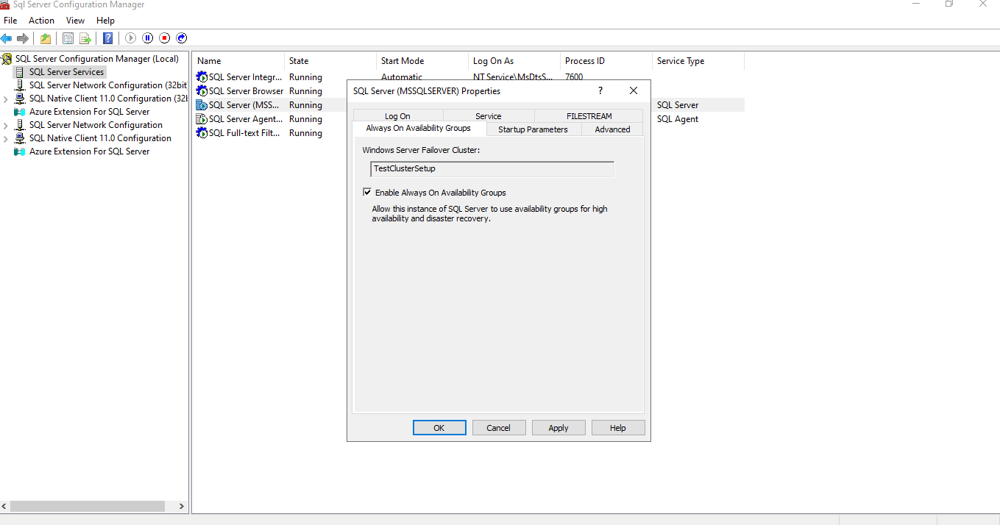 Sql Server Configuration Manager
File Action View Help
SQL Server Configuration Manager (Local)
SQL Server Services
SQL Server Network Configuration (32bit
SQL Native Client 11.0 Configuration (32b
Azure Extension For SQL Server
SQL Server Network Configuration
SQL Native Client 11.0 Configuration
Azure Extension For SQL Server
Name State Start Mode Log On As Process ID Service Type
SQL Server Integr... Running Automatic NT Service\MsDtsS... 7600
SQL Server Browser Running
SQL Server (MSS... Running SQL Server
SQL Server Agent... Running SQL Agent
SQL Full-text Filt... Running
SQL Server (MSSQLSERVER) Properties ?
Log On Service FILESTREAM
Always On Availability Groups Startup Parameters Advanced
Windows Server Failover Cluster:
TestClusterSetup
Enable Always On Availability Groups
Allow this instance of SQL Server to use availability groups for high
availability and disaster recovery.
OK Cancel Apply Help